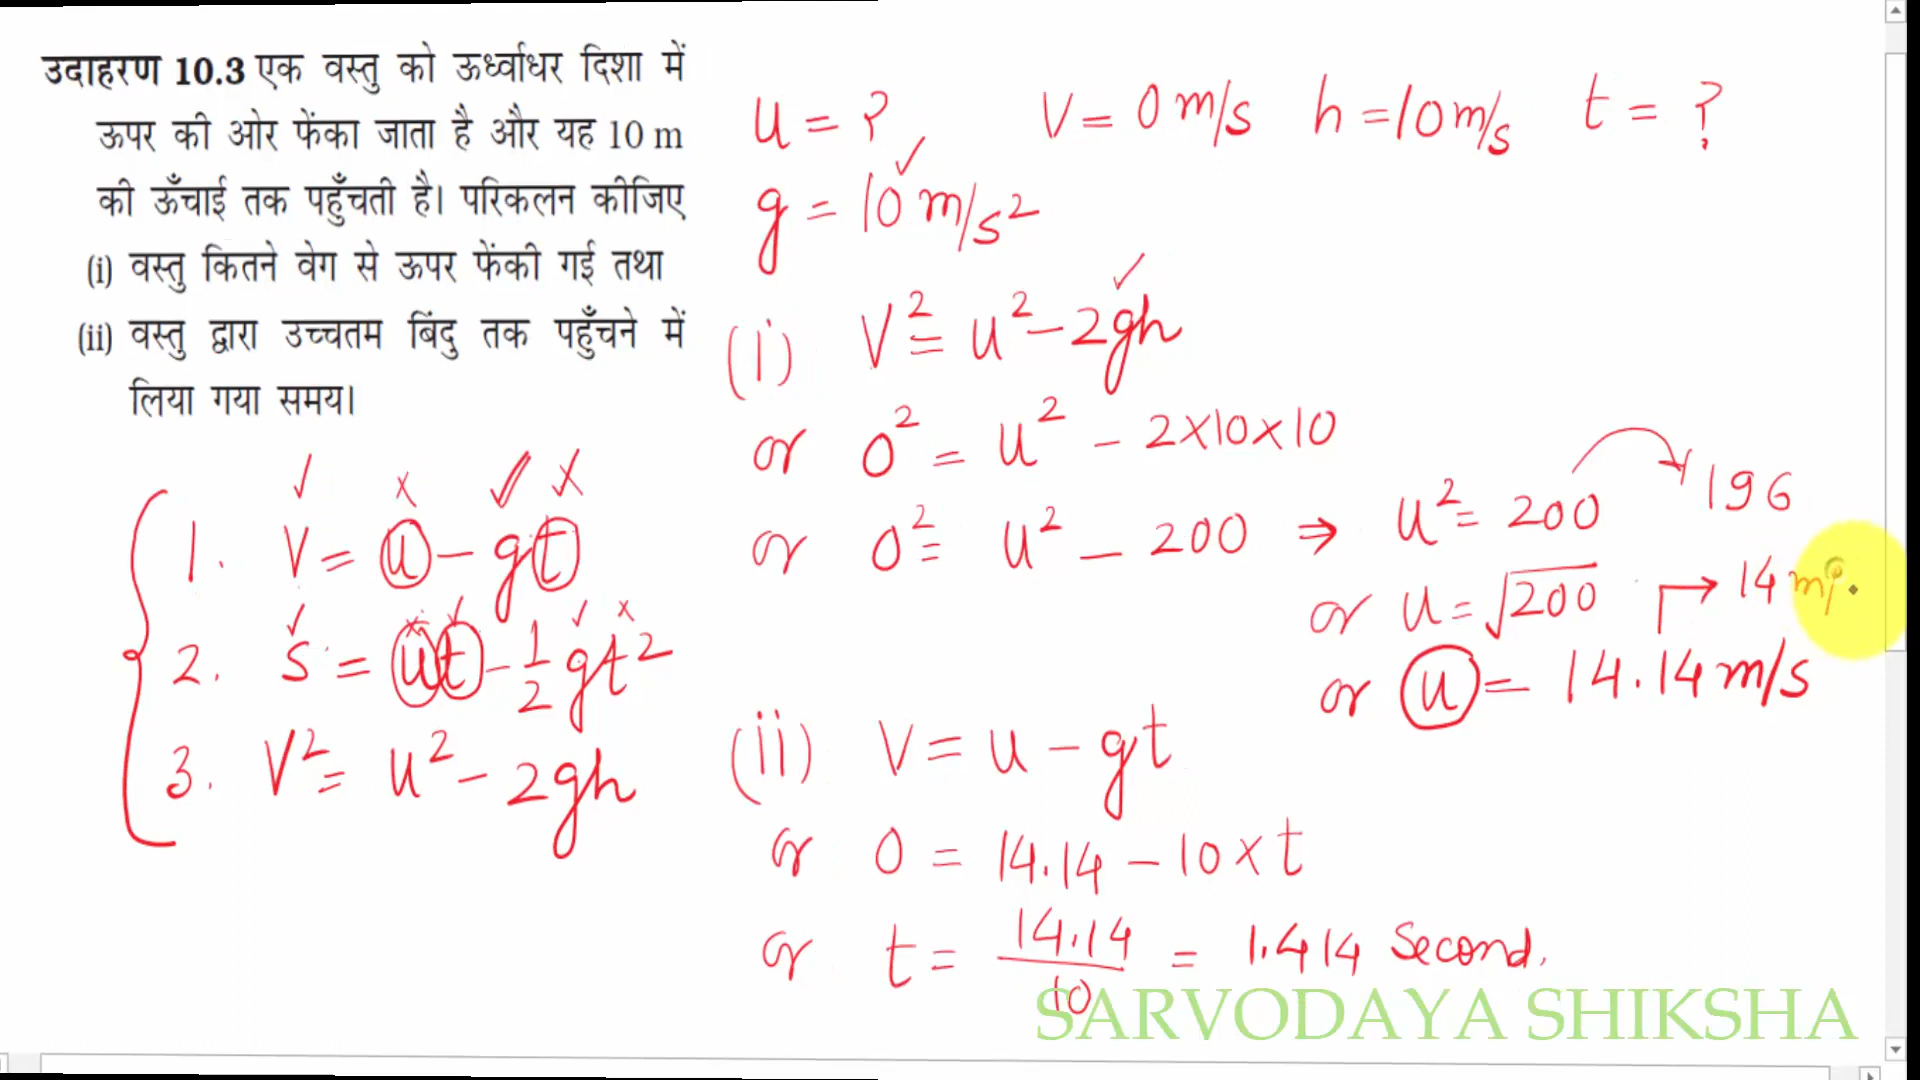 उदाहरण 10.3 एक वस्तु को ऊर्ध्वाधर दिशा में
ऊपर की ओर फेंका जाता है और यह 10 m
की ऊँचाई तक पहुँचती है। परिकलन कीजिए
(i) वस्तु कितने वेग से ऊपर फेंकी गई तथा
(ii) वस्तु द्वारा उच्चतम बिंदु तक पहुँचने में
लिया गया समय।
1. V = u - gt
2. S = ut - 1/2 gt²
3. V² = u² - 2gh
u = ? V = 0 m/s h = 10 m/s t = ?
g = 10 m/s²
(i) V² = u² - 2gh
or 0² = u² - 2×10×10
or 0² = u² - 200 ⇒ u² = 200 → 196
or u = √200 → 14 m/
or u = 14.14 m/s
(ii) V = u - gt
or 0 = 14.14 - 10 × t
or t = 14.14/10 = 1.414 Second.
SARVODAYA SHIKSHA